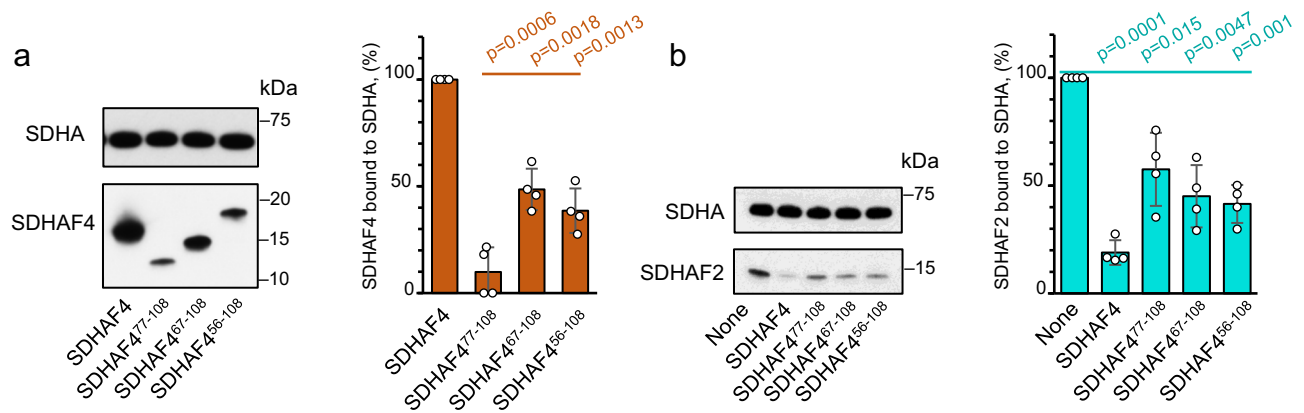 a
kDa
SDHA
–75
SDHAF4
–20
–15
–10
SDHAF4
SDHAF4⁷⁷⁻¹⁰⁸
SDHAF4⁶⁷⁻¹⁰⁸
SDHAF4⁵⁶⁻¹⁰⁸
SDHAF4 bound to SDHA, (%)
100
50
0
p=0.0006
p=0.0018
p=0.0013
SDHAF4
SDHAF4⁷⁷⁻¹⁰⁸
SDHAF4⁶⁷⁻¹⁰⁸
SDHAF4⁵⁶⁻¹⁰⁸
b
kDa
SDHA
–75
SDHAF2
–15
None
SDHAF4
SDHAF4⁷⁷⁻¹⁰⁸
SDHAF4⁶⁷⁻¹⁰⁸
SDHAF4⁵⁶⁻¹⁰⁸
SDHAF2 bound to SDHA, (%)
100
50
0
p=0.0001
p=0.015
p=0.0047
p=0.001
None
SDHAF4
SDHAF4⁷⁷⁻¹⁰⁸
SDHAF4⁶⁷⁻¹⁰⁸
SDHAF4⁵⁶⁻¹⁰⁸